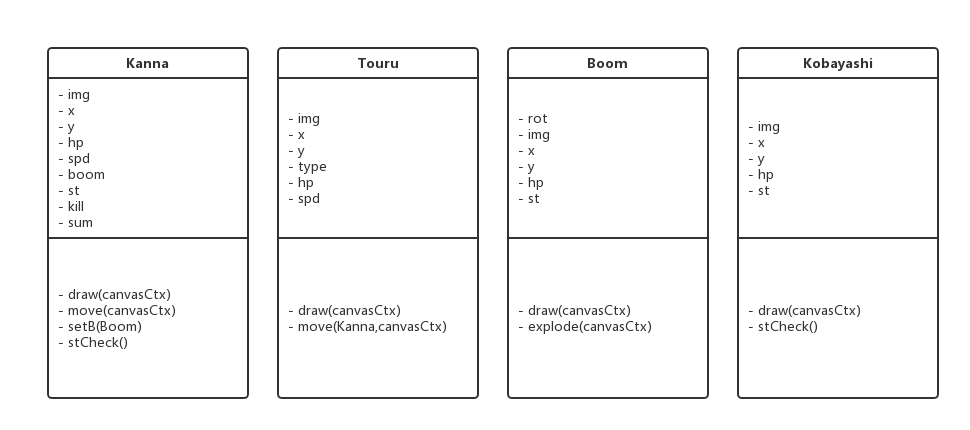 Kanna
- img
- x
- y
- hp
- spd
- boom
- st
- kill
- sum
- draw(canvasCtx)
- move(canvasCtx)
- setB(Boom)
- stCheck()
Touru
- img
- x
- y
- type
- hp
- spd
- draw(canvasCtx)
- move(Kanna,canvasCtx)
Boom
- rot
- img
- x
- y
- hp
- st
- draw(canvasCtx)
- explode(canvasCtx)
Kobayashi
- img
- x
- y
- hp
- st
- draw(canvasCtx)
- stCheck()